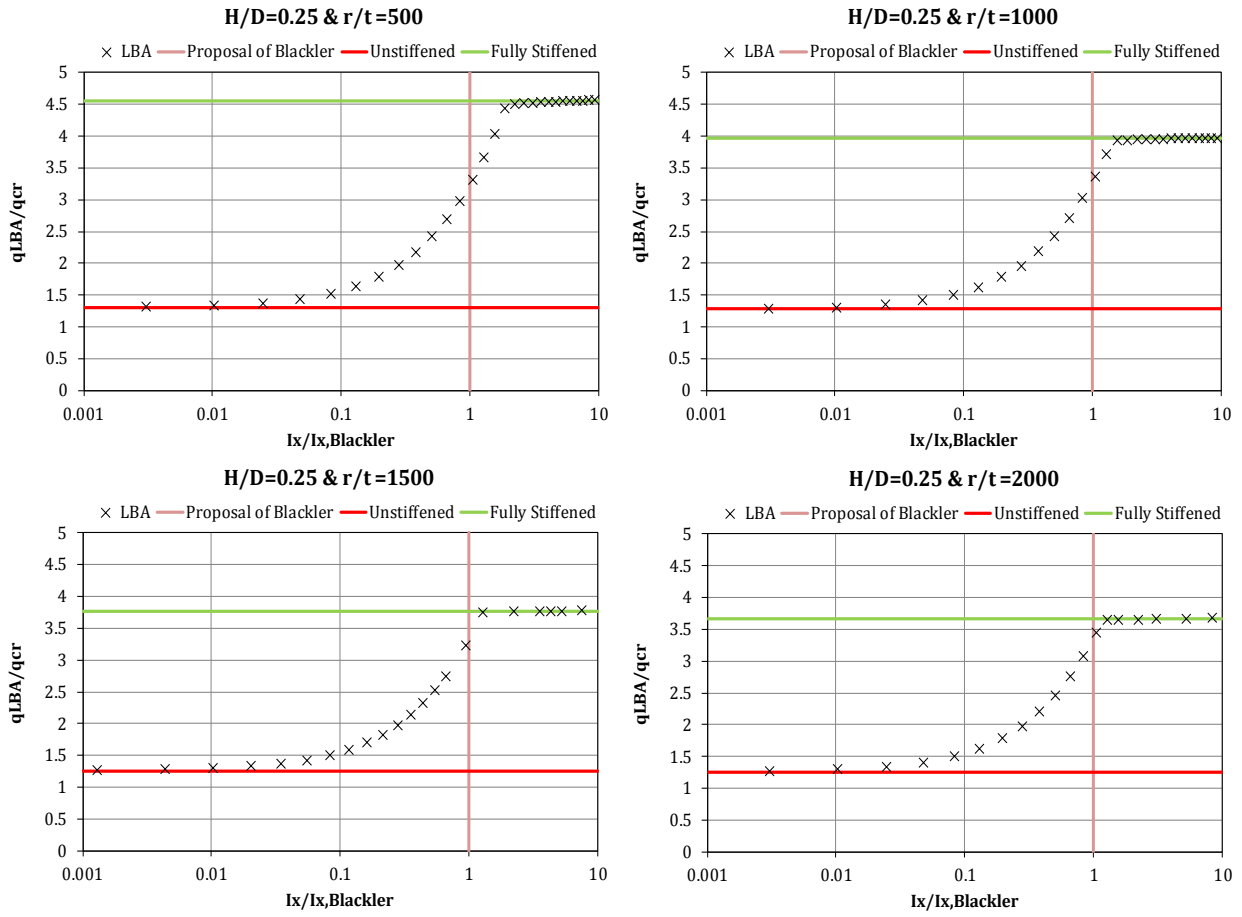 H/D=0.25 & r/t =500
LBA Proposal of Blackler Unstiffened Fully Stiffened
5
4.5
4
3.5
3
2.5
2
1.5
1
0.5
0
qLBA/qcr
0.001 0.01 0.1 1 10
Ix/Ix,Blackler
H/D=0.25 & r/t =1000
LBA Proposal of Blackler Unstiffened Fully Stiffened
5
4.5
4
3.5
3
2.5
2
1.5
1
0.5
0
qLBA/qcr
0.001 0.01 0.1 1 10
Ix/Ix,Blackler
H/D=0.25 & r/t =1500
LBA Proposal of Blackler Unstiffened Fully Stiffened
5
4.5
4
3.5
3
2.5
2
1.5
1
0.5
0
qLBA/qcr
0.001 0.01 0.1 1 10
Ix/Ix,Blackler
H/D=0.25 & r/t =2000
LBA Proposal of Blackler Unstiffened Fully Stiffened
5
4.5
4
3.5
3
2.5
2
1.5
1
0.5
0
qLBA/qcr
0.001 0.01 0.1 1 10
Ix/Ix,Blackler